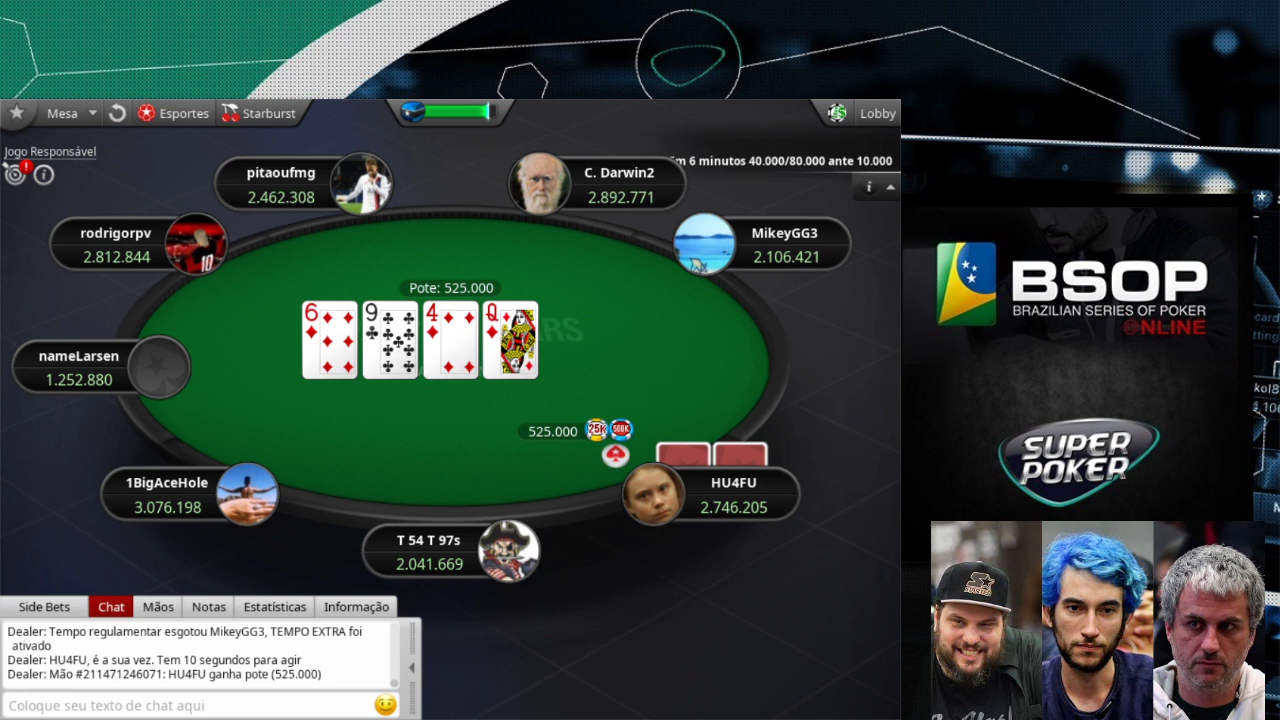 Mesa
Esportes
Starburst
Lobby
Jogo Responsável
m 6 minutos 40.000/80.000 ante 10.000
pitaoufmg
2.462.308
C. Darwin2
2.892.771
rodrigorpv
2.812.844
MikeyGG3
2.106.421
Pote: 525.000
6
9
4
Q
RS
nameLarsen
1.252.880
525.000
25K
500K
1BigAceHole
3.076.198
HU4FU
2.746.205
T 54 T 97s
2.041.669
10
Side Bets
Chat
Mãos
Notas
Estatísticas
Informação
Dealer: Tempo regulamentar esgotou MikeyGG3, TEMPO EXTRA foi
ativado
Dealer: HU4FU, é a sua vez. Tem 10 segundos para agir
Dealer: Mão #211471246071: HU4FU ganha pote (525.000)
Coloque seu texto de chat aqui
BSOP
BRAZILIAN SERIES OF POKER
ONLINE
SUPER
POKER